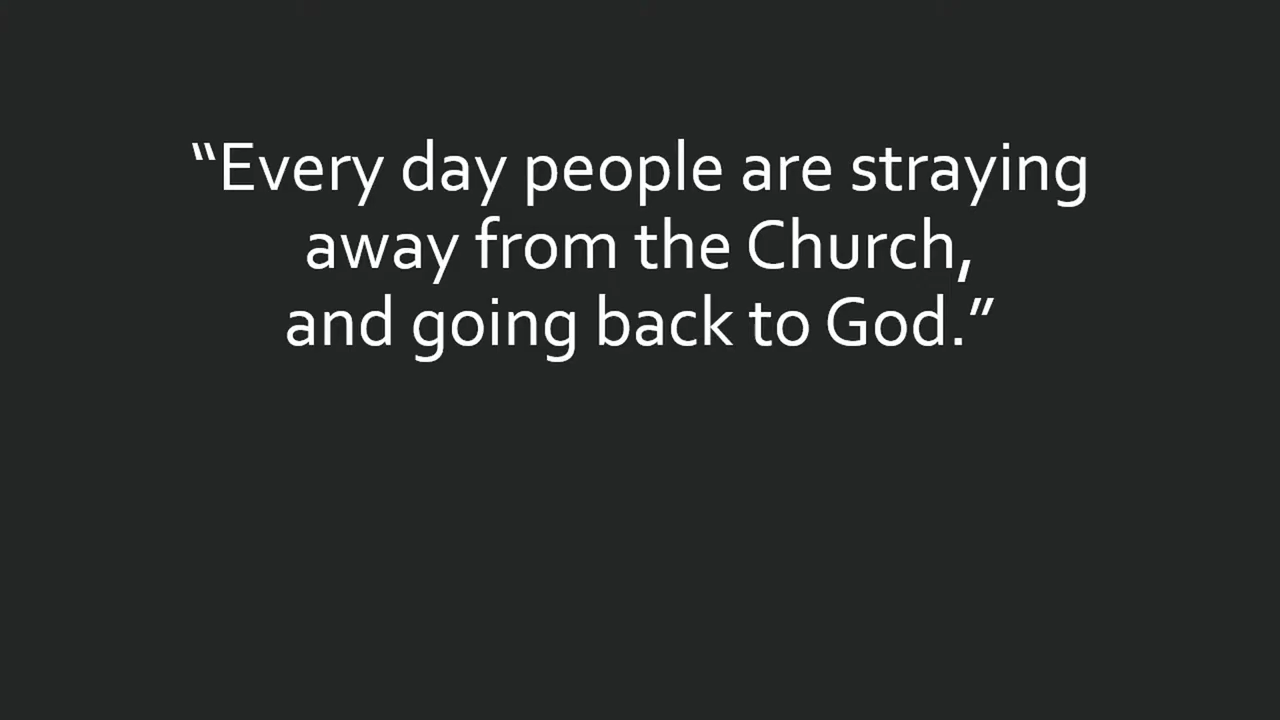 “Every day people are straying
away from the Church,
and going back to God.”